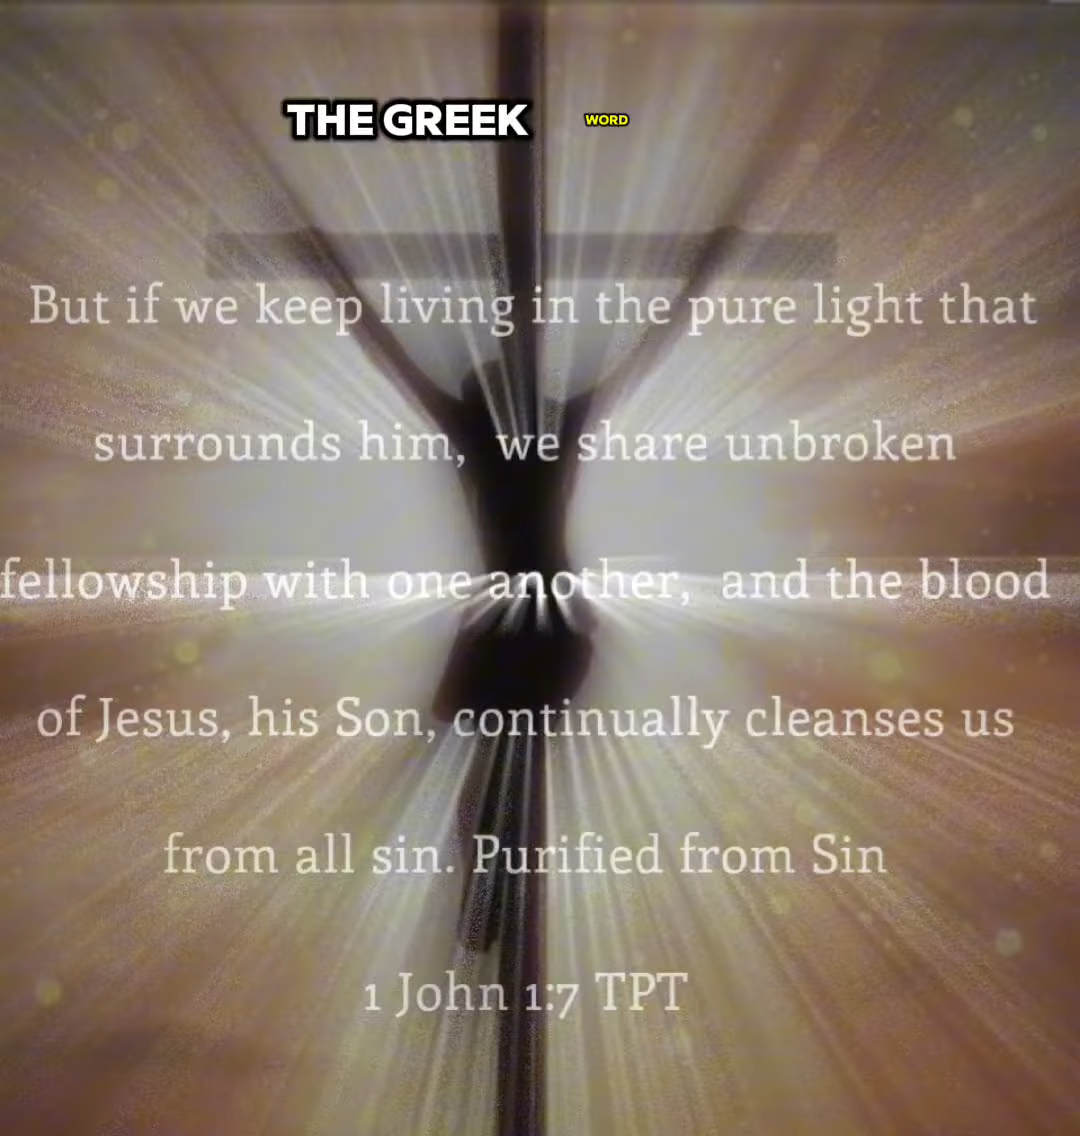 THE GREEK WORD
But if we keep living in the pure light that
surrounds him, we share unbroken
fellowship with one another, and the blood
of Jesus, his Son, continually cleanses us
from all sin. Purified from Sin
1 John 1:7 TPT